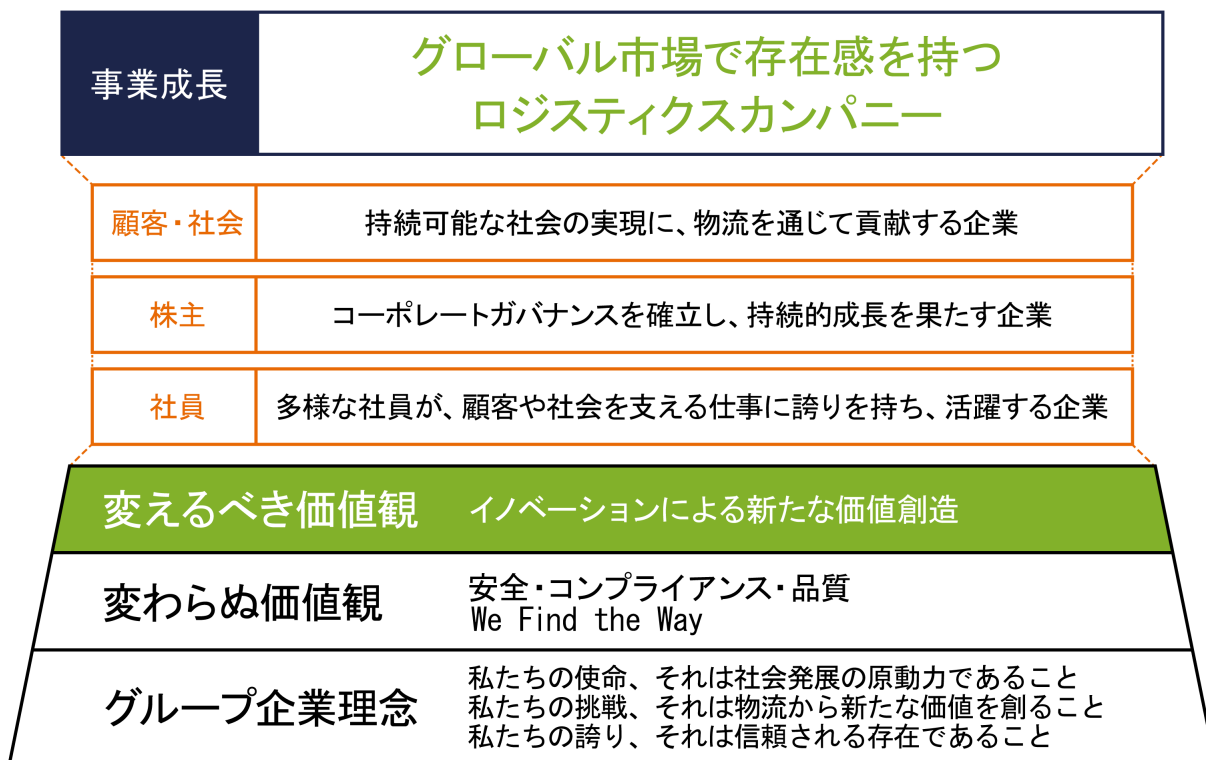 事業成長
グローバル市場で存在感を持つ
ロジスティクスカンパニー
顧客・社会
持続可能な社会の実現に、物流を通じて貢献する企業
株主
コーポレートガバナンスを確立し、持続的成長を果たす企業
社員
多様な社員が、顧客や社会を支える仕事に誇りを持ち、活躍する企業
変えるべき価値観
イノベーションによる新たな価値創造
変わらぬ価値観
安全・コンプライアンス・品質
We Find the Way
グループ企業理念
私たちの使命、それは社会発展の原動力であること
私たちの挑戦、それは物流から新たな価値を創ること
私たちの誇り、それは信頼される存在であること